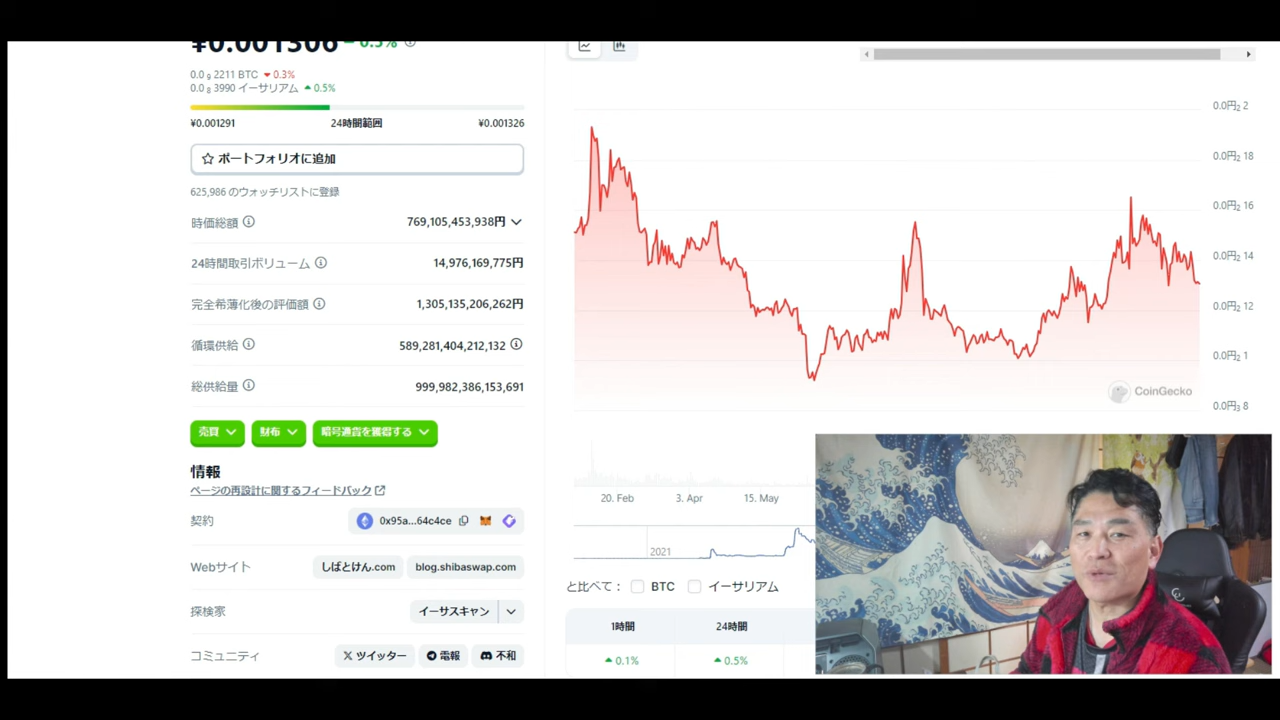 ¥0.001306 0.5%
0.0 8 2211 BTC ▼ 0.3%
0.0 8 3990 イーサリアム ▲ 0.5%
¥0.001291 24時間範囲 ¥0.001326
ポートフォリオに追加
625,986 のウォッチリストに登録
時価総額 769,105,453,938円
24時間取引ボリューム 14,976,169,775円
完全希薄化後の評価額 1,305,135,206,262円
循環供給 589,281,404,212,132
総供給量 999,982,386,153,691
売買 財布 暗号通貨を獲得する
情報
ページの再設計に関するフィードバック
契約 0x95a...64c4ce
Webサイト しばとけん.com blog.shibaswap.com
探検家 イーサスキャン
コミュニティ ツイッター 電報 不和
0.0円2 2
0.0円2 18
0.0円2 16
0.0円2 14
0.0円2 12
0.0円2 1
0.0円3 8
CoinGecko
20. Feb 3. Apr 15. May
2021
と比べて： BTC イーサリアム
1時間 24時間
▲ 0.1% ▲ 0.5%